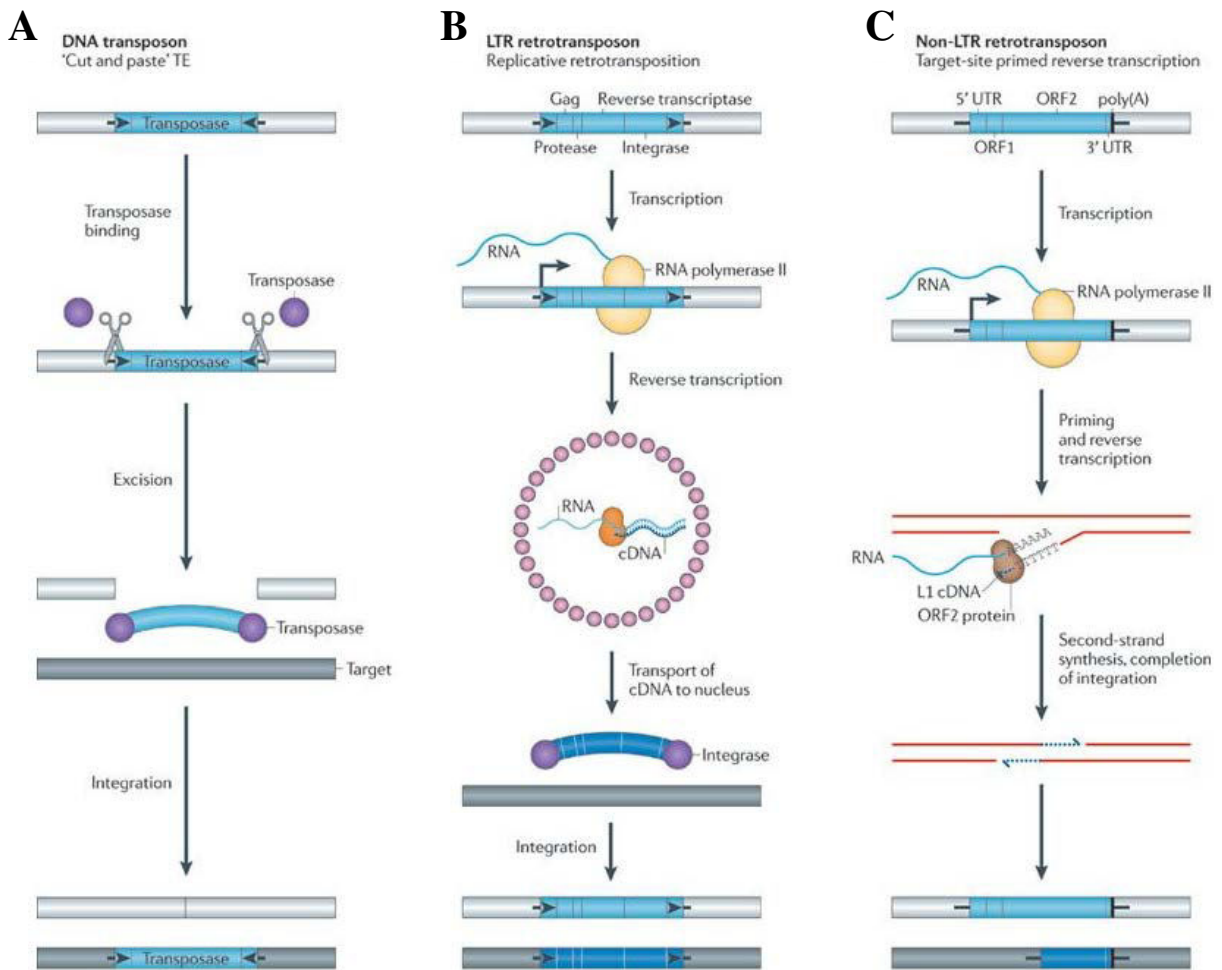 A
DNA transposon
'Cut and paste' TE
Transposase
Transposase
binding
Transposase
Transposase
Excision
Transposase
Target
Integration
Transposase
B
LTR retrotransposon
Replicative retrotransposition
Gag
Reverse transcriptase
Protease
Integrase
Transcription
RNA
RNA polymerase II
Reverse transcription
RNA
cDNA
Transport of
cDNA to nucleus
Integrase
Integration
C
Non-LTR retrotransposon
Target-site primed reverse transcription
5' UTR
ORF2
poly(A)
ORF1
3' UTR
Transcription
RNA
RNA polymerase II
Priming
and reverse
transcription
RNA
AAAAA
TTTTT
L1 cDNA
ORF2 protein
Second-strand
synthesis, completion
of integration